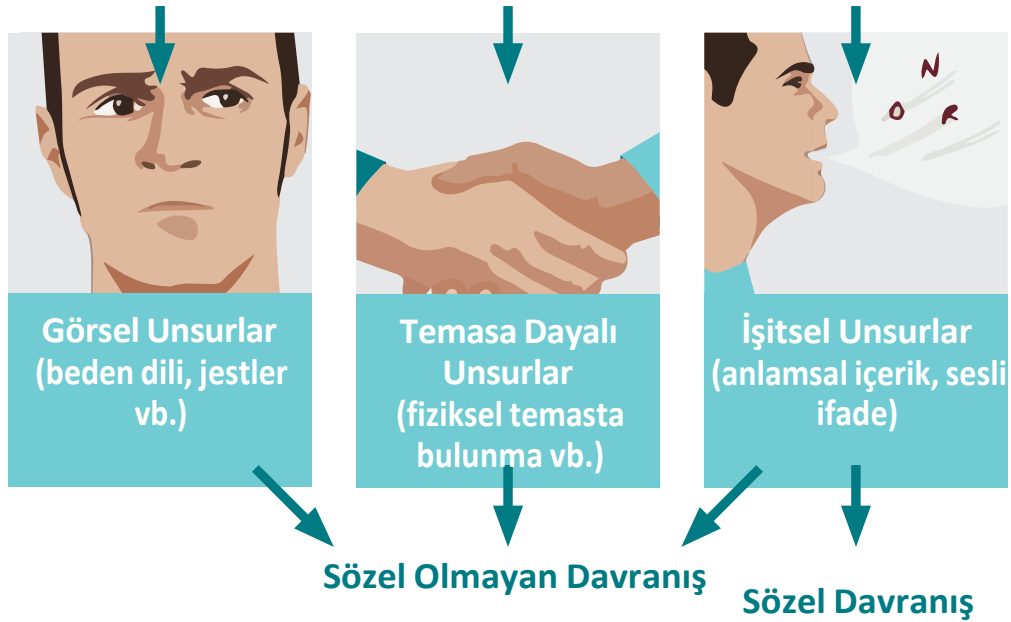 N
O R
Görsel Unsurlar
(beden dili, jestler
vb.)
Temasa Dayalı
Unsurlar
(fiziksel temasta
bulunma vb.)
İşitsel Unsurlar
(anlamsal içerik, sesli
ifade)
Sözel Olmayan Davranış
Sözel Davranış